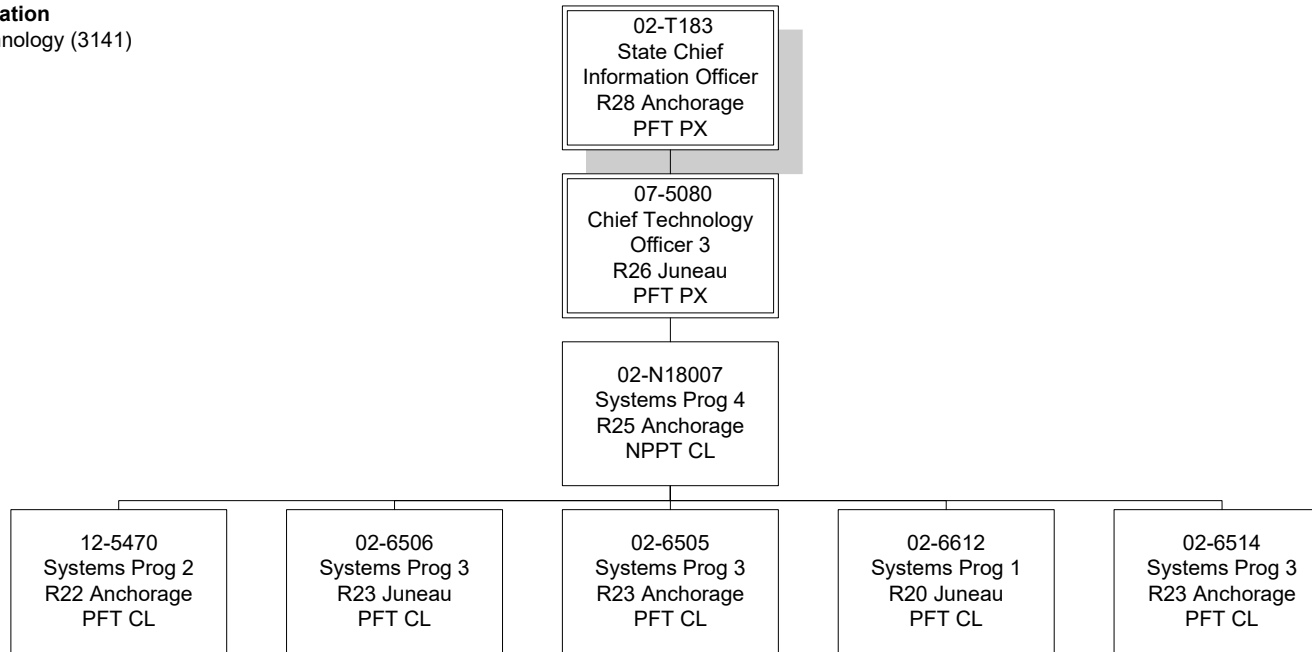 02-T183
State Chief
Information Officer
R28 Anchorage
PFT PX
07-5080
Chief Technology
Officer 3
R26 Juneau
PFT PX
02-N18007
Systems Prog 4
R25 Anchorage
NPPT CL
12-5470
Systems Prog 2
R22 Anchorage
PFT CL
02-6506
Systems Prog 3
R23 Juneau
PFT CL
02-6505
Systems Prog 3
R23 Anchorage
PFT CL
02-6612
Systems Prog 1
R20 Juneau
PFT CL
02-6514
Systems Prog 3
R23 Anchorage
PFT CL
(3141)